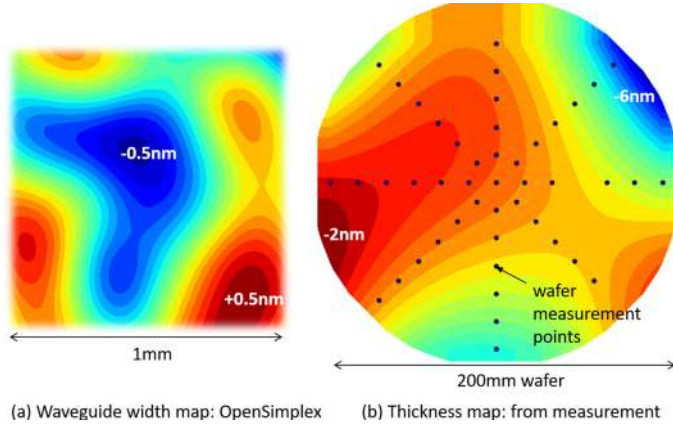 -0.5nm
+0.5nm
1mm
-6nm
-2nm
wafer
measurement
points
200mm wafer
(a) Waveguide width map: OpenSimplex
(b) Thickness map: from measurement